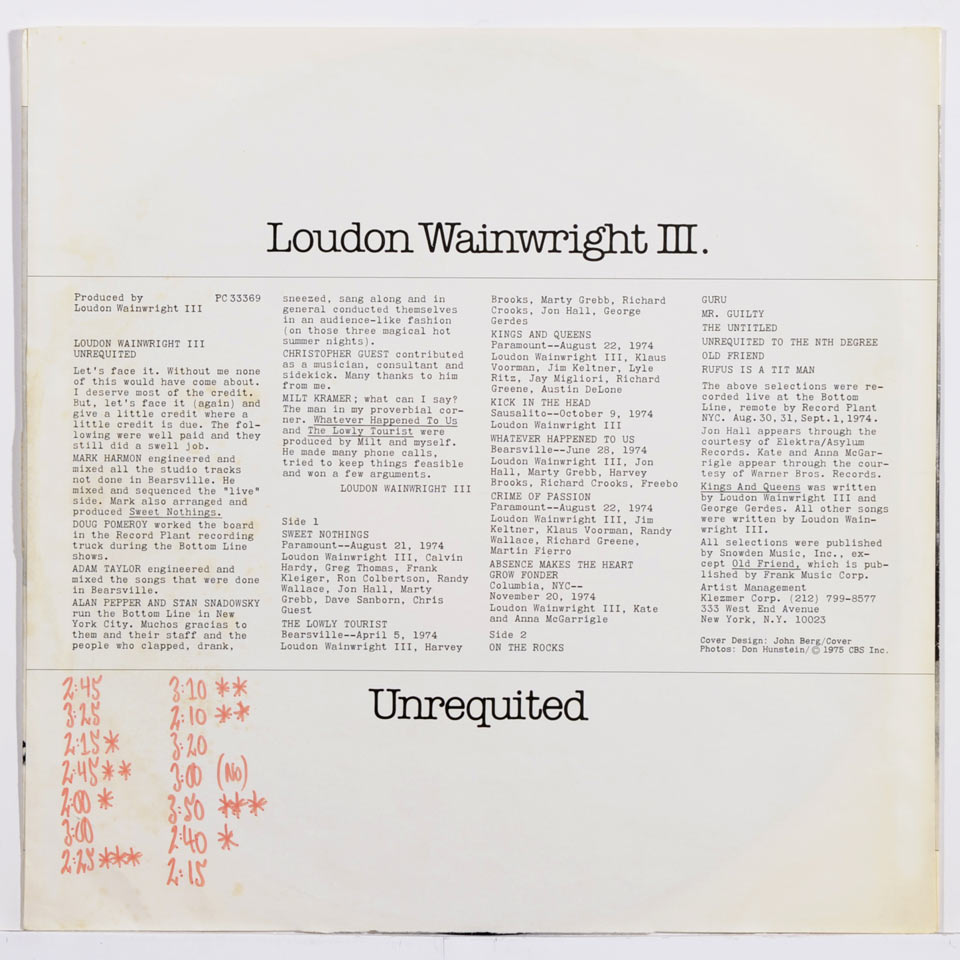 Loudon Wainwright III.
Produced by PC 33369
Loudon Wainwright III
LOUDON WAINWRIGHT III
UNREQUITED
Let's face it. Without me none
of this would have come about.
I deserve most of the credit.
But, let's face it (again) and
give a little credit where a
little credit is due. The fol-
lowing were well paid and they
still did a swell job.
MARK HARMON engineered and
mixed all the studio tracks
not done in Bearsville. He
mixed and sequenced the "live"
side. Mark also arranged and
produced Sweet Nothings.
DOUG POMEROY worked the board
in the Record Plant recording
truck during the Bottom Line
shows.
ADAM TAYLOR engineered and
mixed the songs that were done
in Bearsville.
ALAN PEPPER AND STAN SNADOWSKY
run the Bottom Line in New
York City. Muchos gracias to
them and their staff and the
people who clapped, drank,
sneezed, sang along and in
general conducted themselves
in an audience-like fashion
(on those three magical hot
summer nights).
CHRISTOPHER GUEST contributed
as a musician, consultant and
sidekick. Many thanks to him
from me.
MILT KRAMER; what can I say?
The man in my proverbial cor-
ner. Whatever Happened To Us
and The Lowly Tourist were
produced by Milt and myself.
He made many phone calls,
tried to keep things feasible
and won a few arguments.
LOUDON WAINWRIGHT III
Side 1
SWEET NOTHINGS
Paramount--August 21, 1974
Loudon Wainwright III, Calvin
Hardy, Greg Thomas, Frank
Kleiger, Ron Colbertson, Randy
Wallace, Jon Hall, Marty
Grebb, Dave Sanborn, Chris
Guest
THE LOWLY TOURIST
Bearsville--April 5, 1974
Loudon Wainwright III, Harvey
Brooks, Marty Grebb, Richard
Crooks, Jon Hall, George
Gerdes
KINGS AND QUEENS
Paramount--August 22, 1974
Loudon Wainwright III, Klaus
Voorman, Jim Keltner, Lyle
Ritz, Jay Migliori, Richard
Greene, Austin DeLone
KICK IN THE HEAD
Sausalito--October 9, 1974
Loudon Wainwright III
WHATEVER HAPPENED TO US
Bearsville--June 28, 1974
Loudon Wainwright III, Jon
Hall, Marty Grebb, Harvey
Brooks, Richard Crooks, Freebo
CRIME OF PASSION
Paramount--August 22, 1974
Loudon Wainwright III, Jim
Keltner, Klaus Voorman, Randy
Wallace, Richard Greene,
Martin Fierro
ABSENCE MAKES THE HEART
GROW FONDER
Columbia, NYC--
November 20, 1974
Loudon Wainwright III, Kate
and Anna McGarrigle
Side 2
ON THE ROCKS
GURU
MR. GUILTY
THE UNTITLED
UNREQUITED TO THE NTH DEGREE
OLD FRIEND
RUFUS IS A TIT MAN
The above selections were re-
corded live at the Bottom
Line, remote by Record Plant
NYC. Aug. 30, 31, Sept. 1, 1974.
Jon Hall appears through the
courtesy of Elektra/Asylum
Records. Kate and Anna McGar-
rigle appear through the cour-
tesy of Warner Bros. Records.
Kings And Queens was written
by Loudon Wainwright III and
George Gerdes. All other songs
were written by Loudon Wain-
wright III.
All selections were published
by Snowden Music, Inc., ex-
cept Old Friend, which is pub-
lished by Frank Music Corp.
Artist Management
Klezmer Corp. (212) 799-8577
333 West End Avenue
New York, N.Y. 10023
Cover Design: John Berg/Cover
Photos: Don Hunstein/© 1975 CBS Inc.
Unrequited
2:45
3:25
2:15 *
2:45 **
2:00 *
3:00
2:25 ***
3:10 **
2:10 **
3:20
3:00 (No)
3:50 ***
2:40 *
2:15